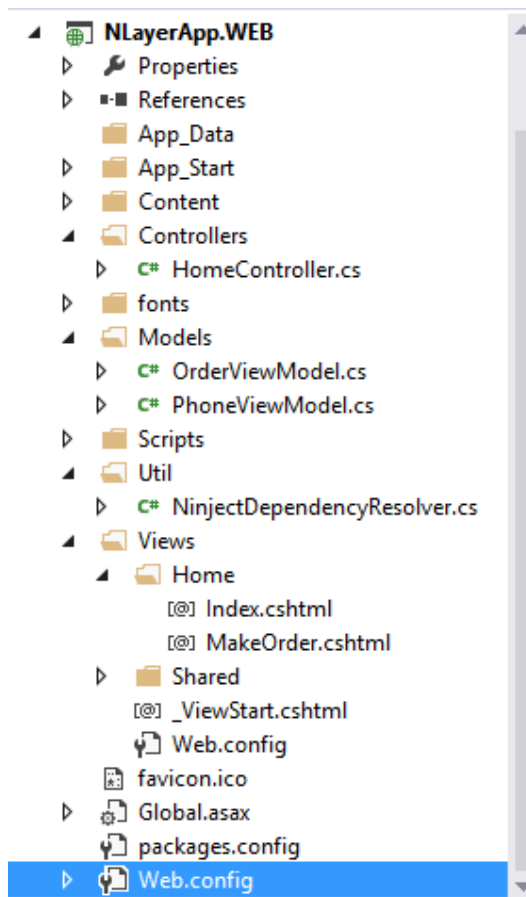 NLayerApp.WEB
Properties
References
App_Data
App_Start
Content
Controllers
C# HomeController.cs
fonts
Models
C# OrderViewModel.cs
C# PhoneViewModel.cs
Scripts
Util
C# NinjectDependencyResolver.cs
Views
Home
[@] Index.cshtml
[@] MakeOrder.cshtml
Shared
[@] _ViewStart.cshtml
Web.config
favicon.ico
Global.asax
packages.config
Web.config